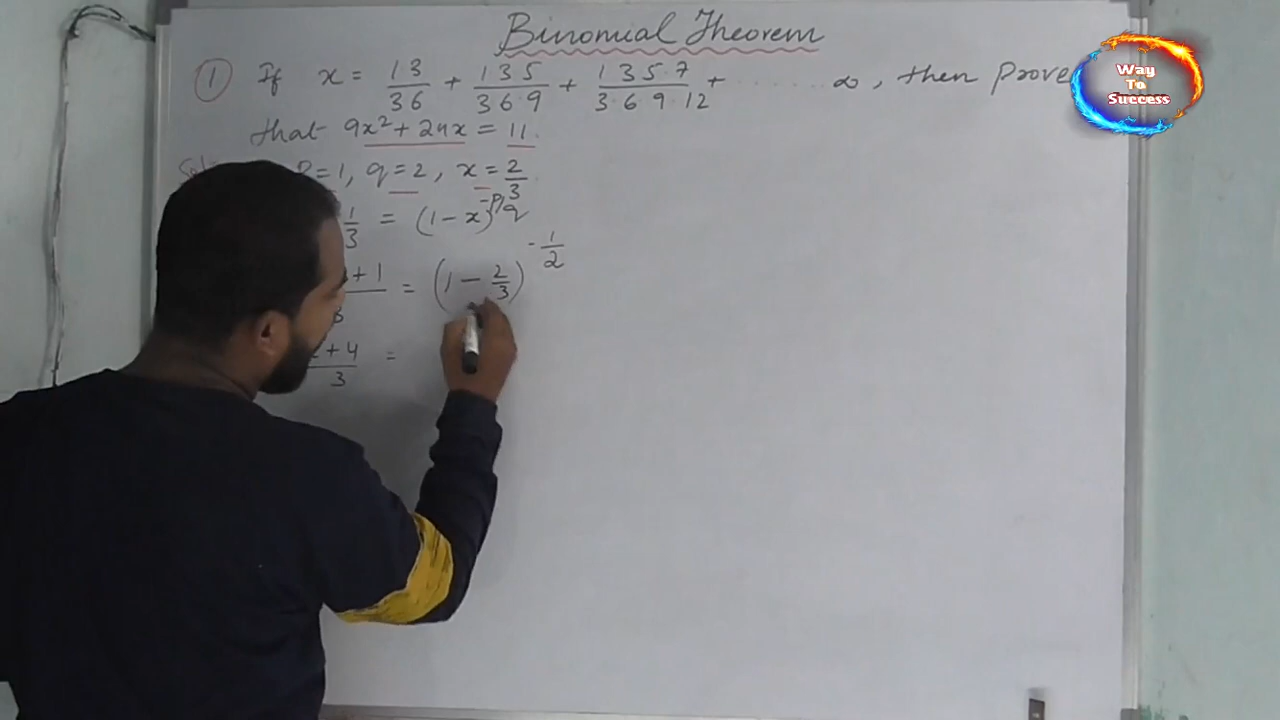 Binomial Theorem
① If x = 1 3 / 3 6 + 1 3 5 / 3 6 · 9 + 1 3 5 · 7 / 3 · 6 9 · 12 + ........ ∞, then prove
that 9x² + 24x = 11.
P = 1, q = 2, x = 2/3
1/3 = (1 - x)^-P/q
+ 1 / 3 = (1 - 2/3)^-1/2
+ 4 / 3 =
Way
To
Success